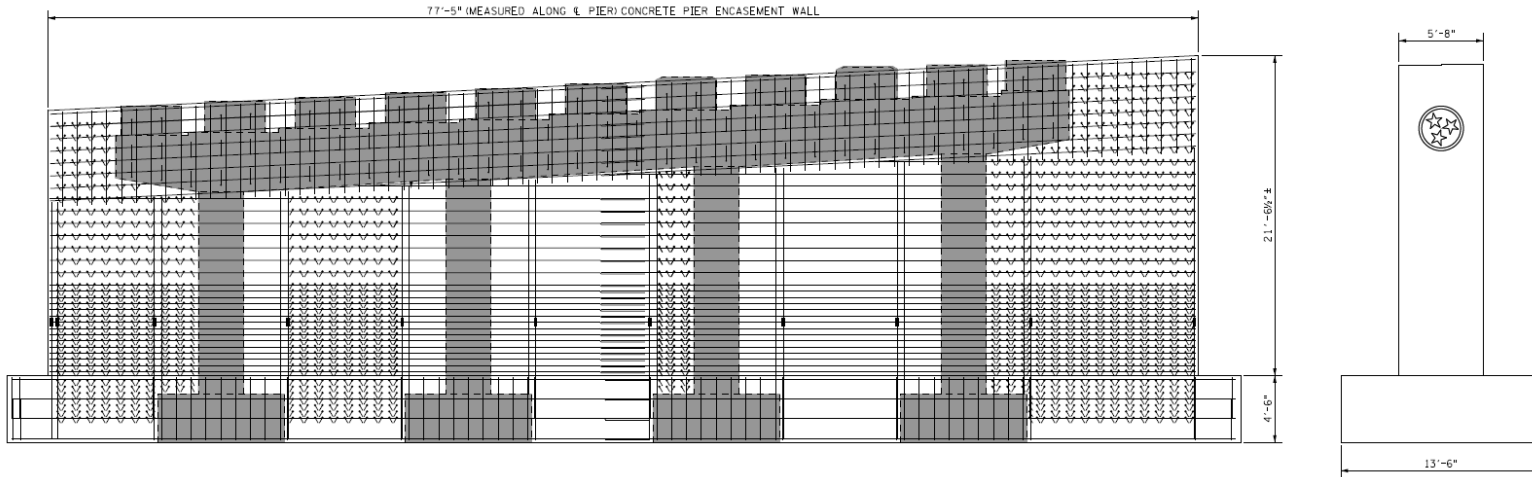 77'-5" (MEASURED ALONG ℄ PIER) CONCRETE PIER ENCASEMENT WALL
5'-8"
21'-6½"±
4'-6"
13'-6"